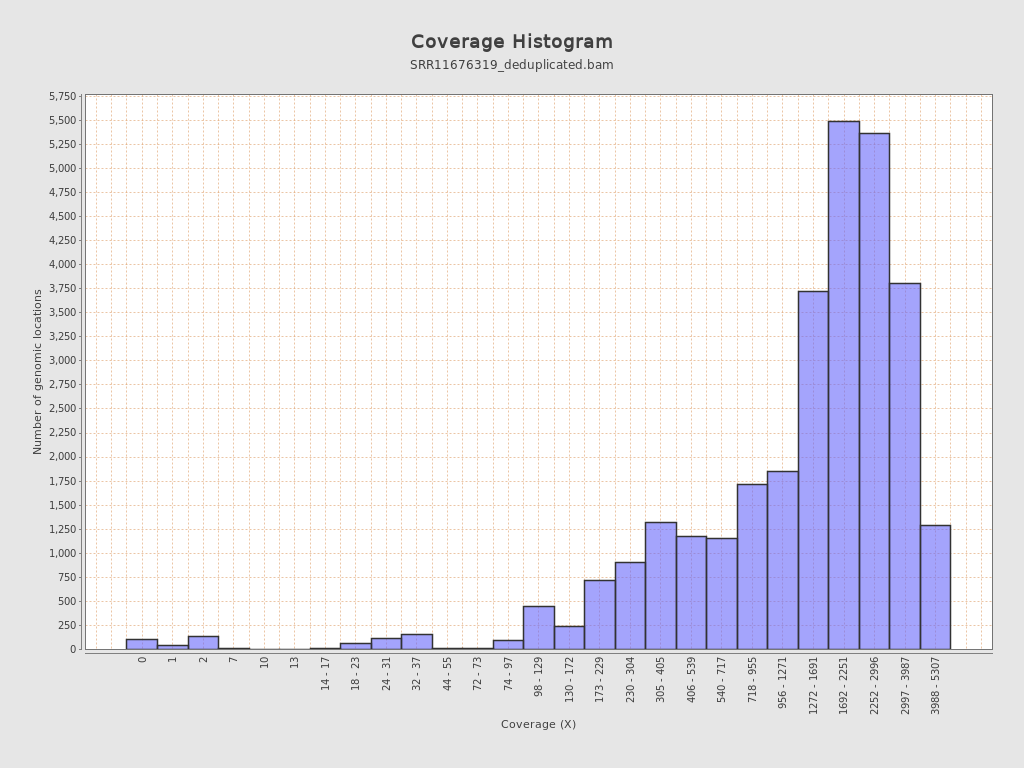 Coverage Histogram
SRR11676319_deduplicated.bam
Number of genomic locations
5,750
5,500
5,250
5,000
4,750
4,500
4,250
4,000
3,750
3,500
3,250
3,000
2,750
2,500
2,250
2,000
1,750
1,500
1,250
1,000
750
500
250
0
0
1
2
7
10
13
14 - 17
18 - 23
24 - 31
32 - 37
44 - 55
72 - 73
74 - 97
98 - 129
130 - 172
173 - 229
230 - 304
305 - 405
406 - 539
540 - 717
718 - 955
956 - 1271
1272 - 1691
1692 - 2251
2252 - 2996
2997 - 3987
3988 - 5307
Coverage (X)